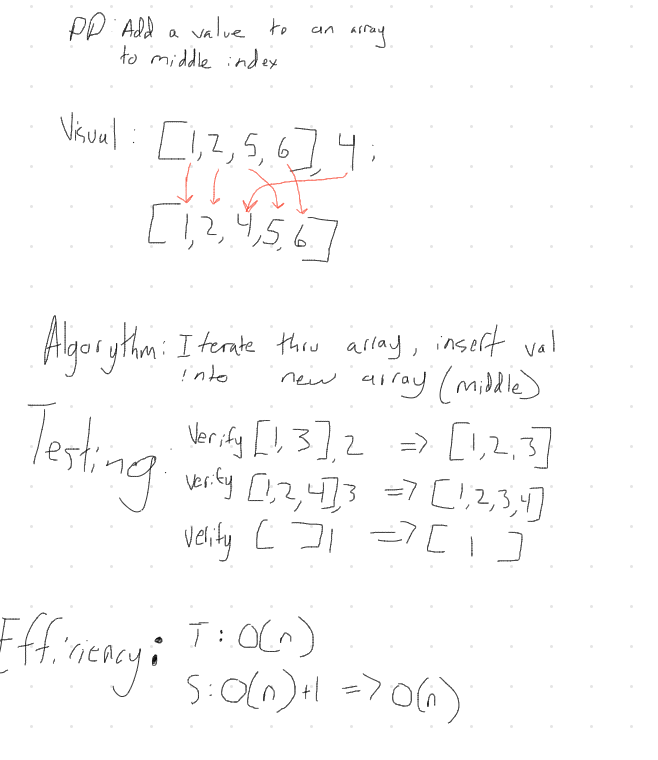 PD: Add a value to an array
to middle index
Visual: [1,2,5,6], 4;
[1,2,4,5,6]
Algorythm: Iterate thru array, insert val
into new array (middle)
Testing: Verify [1,3],2 => [1,2,3]
verify [1,2,4],3 => [1,2,3,4]
verify [ ]1 => [1]
Efficiency: T: O(n)
S: O(n)+1 => O(n)